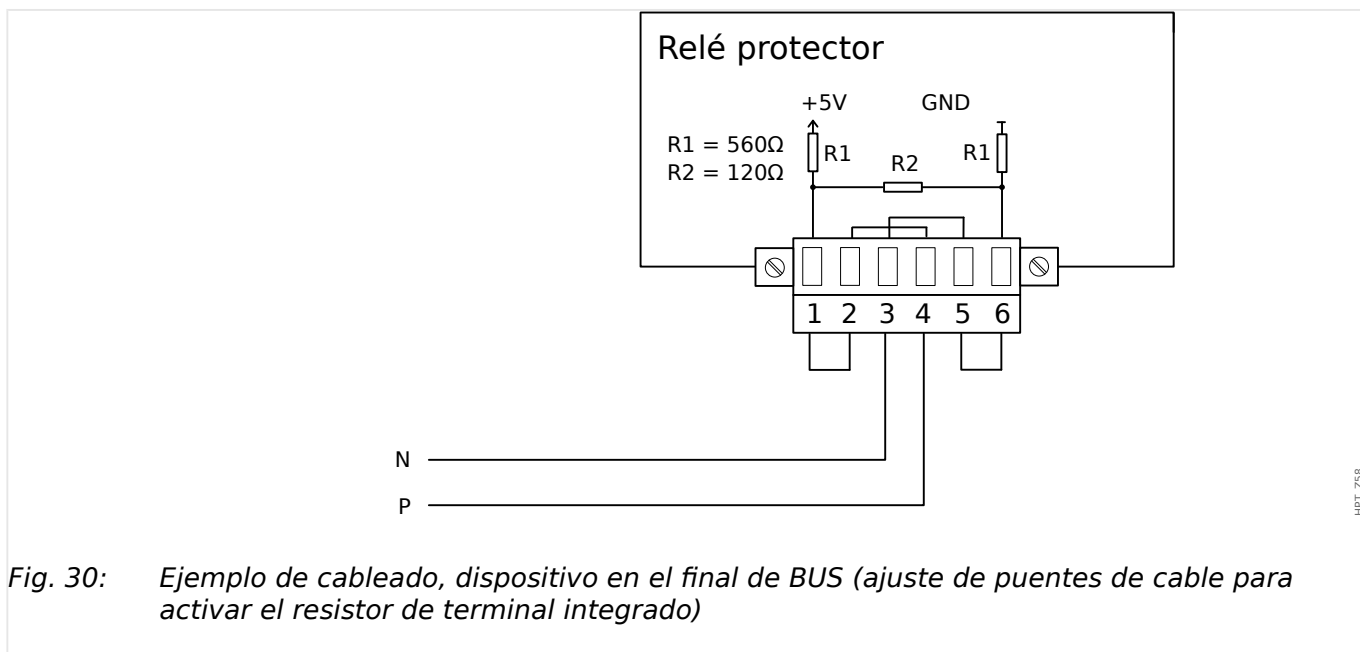 Relé protector
+5V GND
R1 = 560Ω
R2 = 120Ω
R1 R2 R1
1 2 3 4 5 6
N
P
HPT_Z58
Fig. 30: Ejemplo de cableado, dispositivo en el final de BUS (ajuste de puentes de cable para
activar el resistor de terminal integrado)